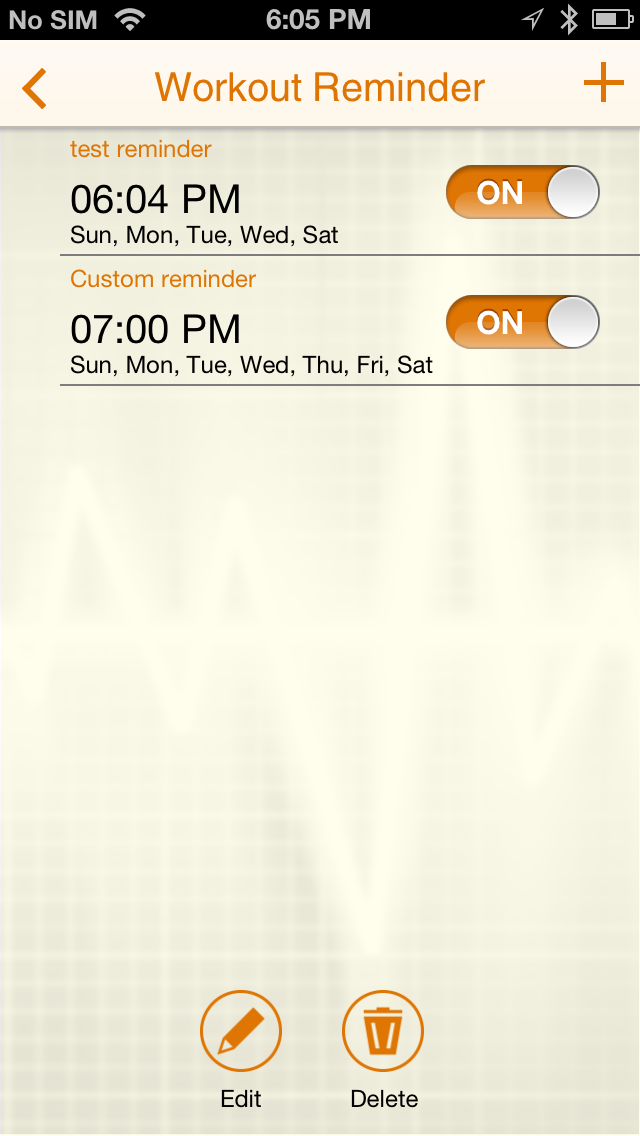 No SIM 6:05 PM
Workout Reminder
test reminder
06:04 PM
ON
Sun, Mon, Tue, Wed, Sat
Custom reminder
07:00 PM
ON
Sun, Mon, Tue, Wed, Thu, Fri, Sat
Edit Delete